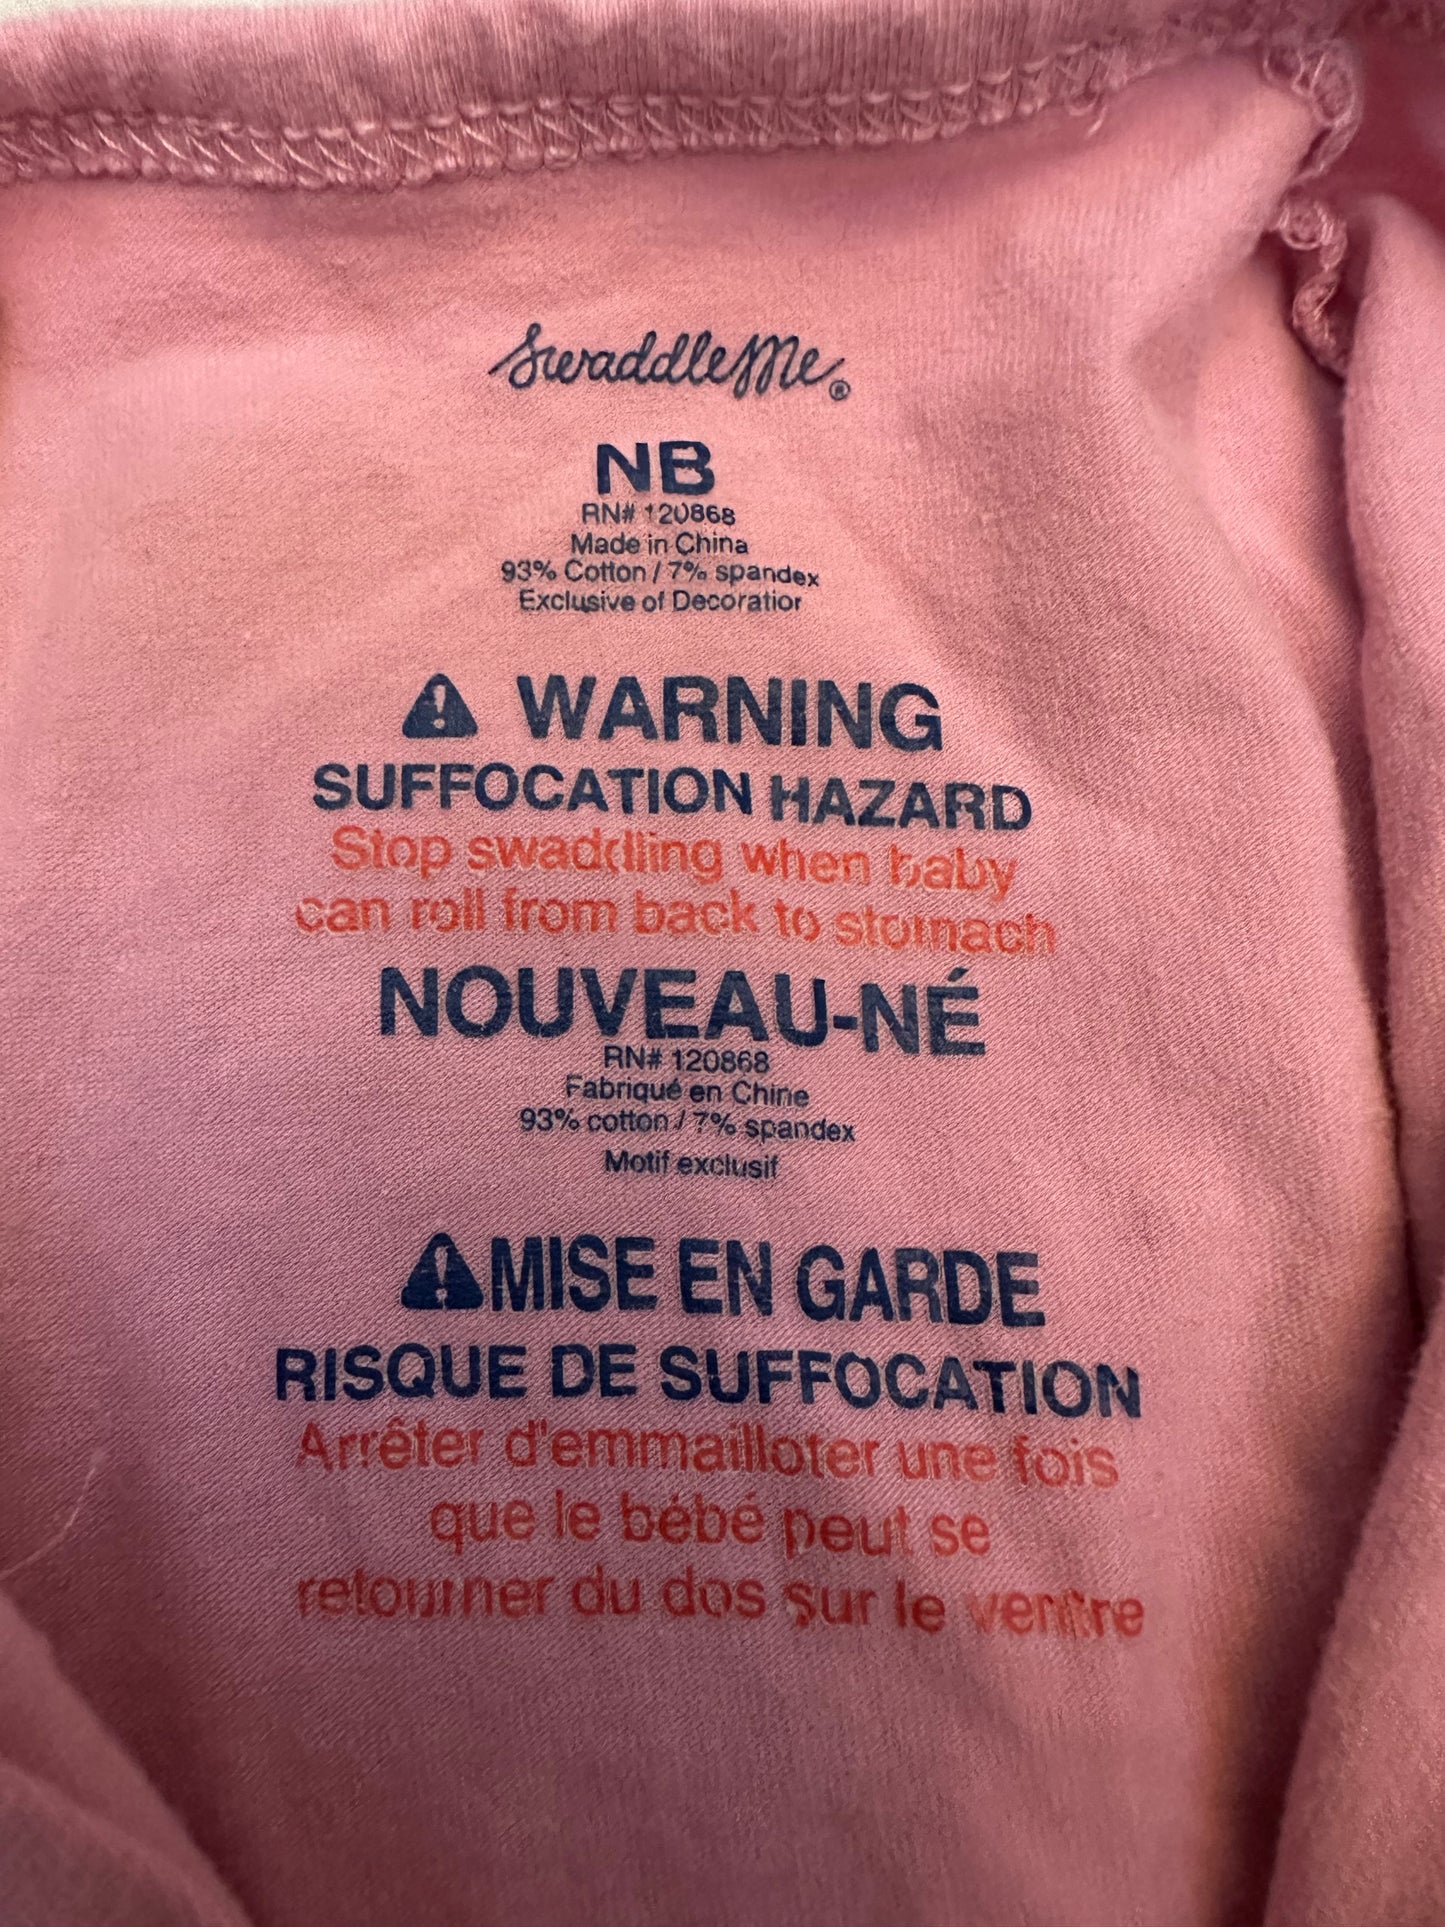 SwaddleMe®
NB
RN# 120868
Made in China
93% Cotton / 7% spandex
Exclusive of Decoration
WARNING
SUFFOCATION HAZARD
Stop swaddling when baby
can roll from back to stomach
NOUVEAU-NÉ
RN# 120868
Fabriqué en Chine
93% cotton / 7% spandex
Motif exclusif
MISE EN GARDE
RISQUE DE SUFFOCATION
Arrêter d'emmailloter une fois
que le bébé peut se
retourner du dos sur le ventre